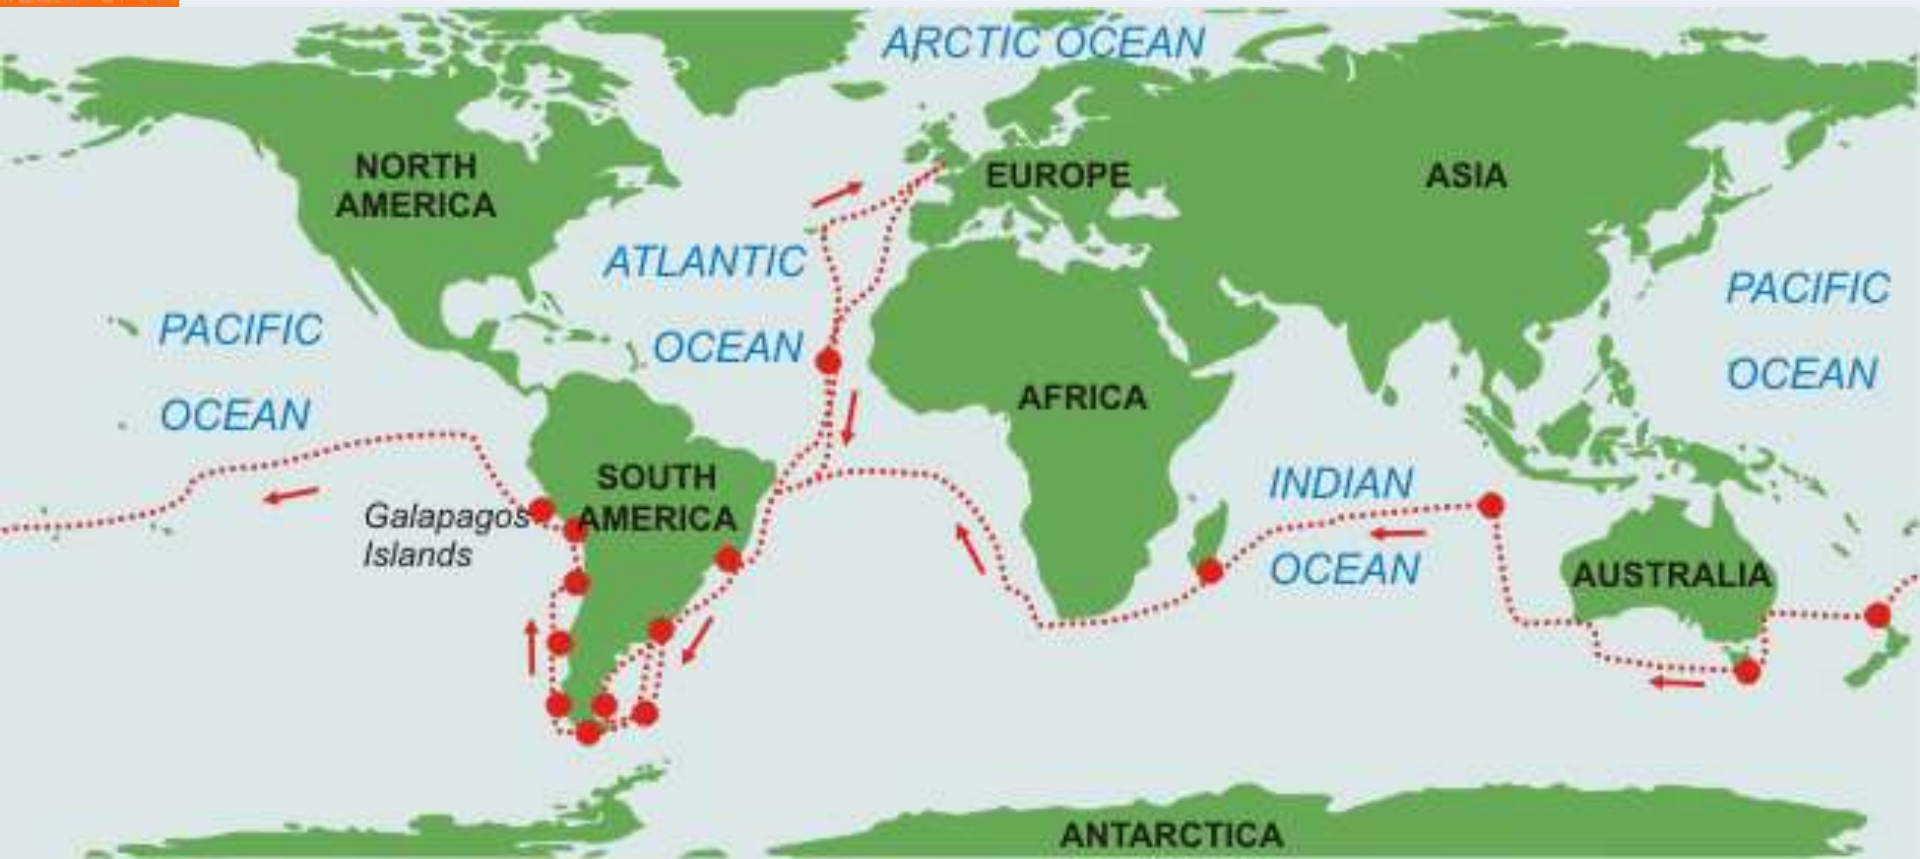 ARCTIC OCEAN
NORTH
AMERICA
EUROPE
ASIA
ATLANTIC
OCEAN
PACIFIC
OCEAN
PACIFIC
OCEAN
AFRICA
SOUTH
AMERICA
Galapagos
Islands
INDIAN
OCEAN
AUSTRALIA
ANTARCTICA